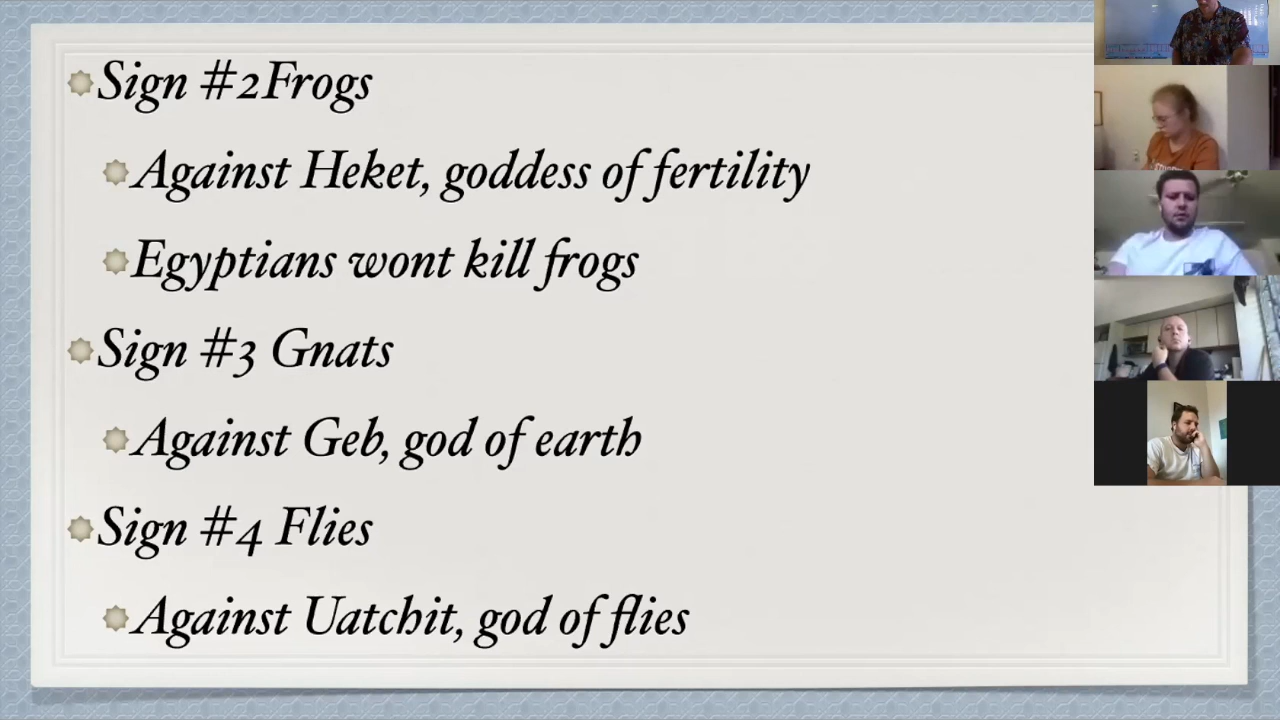 Sign #2Frogs
Against Heket, goddess of fertility
Egyptians wont kill frogs
Sign #3 Gnats
Against Geb, god of earth
Sign #4 Flies
Against Uatchit, god of flies